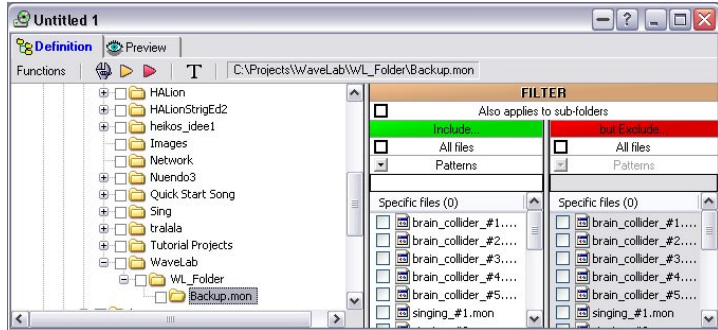 Untitled 1
?
Definition
Preview
Functions
T
C:\Projects\WaveLab\WL_Folder\Backup.mon
HALion
HALionStrigEd2
heikos_idee1
Images
Network
Nuendo3
Quick Start Song
Sing
tralala
Tutorial Projects
WaveLab
WL_Folder
Backup.mon
FILTER
Also applies to sub-folders
Include...
All files
Patterns
Specific files (0)
brain_collider_#1....
brain_collider_#2....
brain_collider_#3....
brain_collider_#4....
brain_collider_#5....
singing_#1.mon
but Exclude...
All files
Patterns
Specific files (0)
brain_collider_#1....
brain_collider_#2....
brain_collider_#3....
brain_collider_#4....
brain_collider_#5....
singing_#1.mon